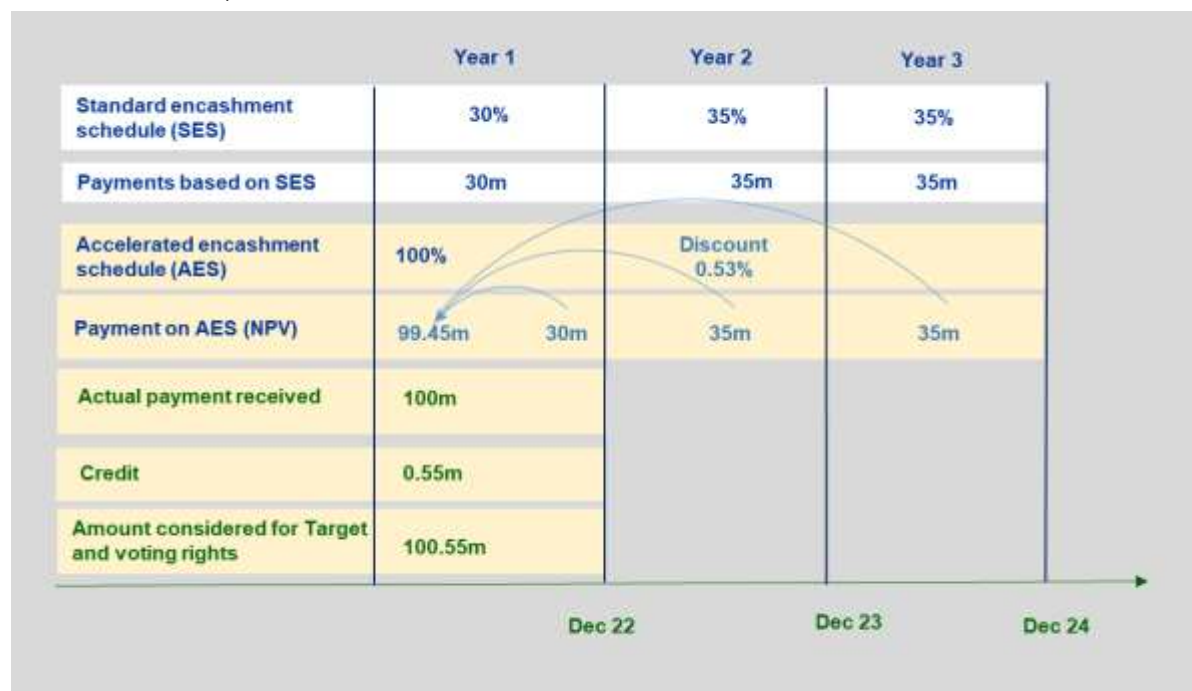 Year 1 Year 2 Year 3
Standard encashment
schedule (SES)
30% 35% 35%
Payments based on SES 30m 35m 35m
Accelerated encashment
schedule (AES)
100%
Discount
0.53%
Payment on AES (NPV) 99.45m 30m 35m 35m
Actual payment received 100m
Credit 0.55m
Amount considered for Target
and voting rights
100.55m
Dec 22 Dec 23 Dec 24